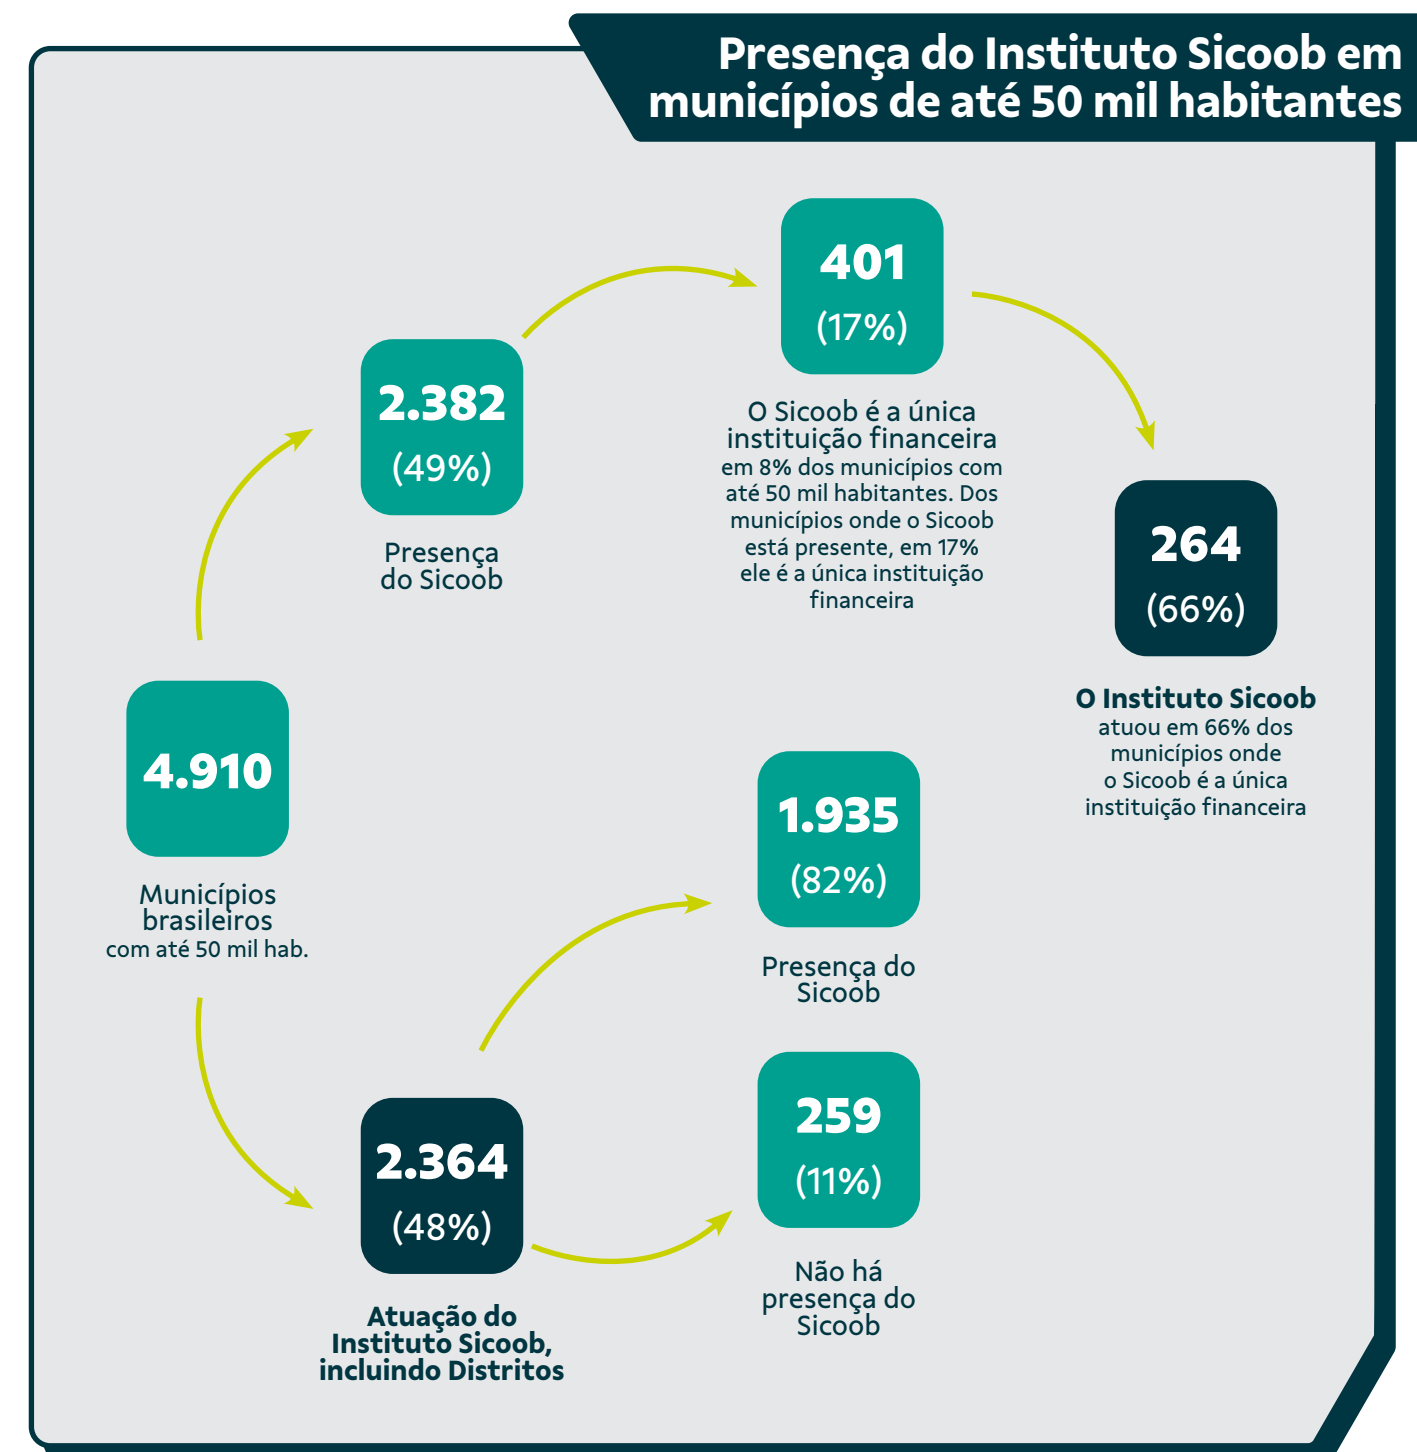 Presença do Instituto Sicoob em
municípios de até 50 mil habitantes
401
(17%)
O Sicoob é a única
instituição financeira
em 8% dos municípios com
até 50 mil habitantes. Dos
municípios onde o Sicoob
está presente, em 17%
ele é a única instituição
financeira
2.382
(49%)
Presença
do Sicoob
264
(66%)
O Instituto Sicoob
atuou em 66% dos
municípios onde
o Sicoob é a única
instituição financeira
4.910
Municípios
brasileiros
com até 50 mil hab.
1.935
(82%)
Presença do
Sicoob
2.364
(48%)
Atuação do
Instituto Sicoob,
incluindo Distritos
259
(11%)
Não há
presença do
Sicoob